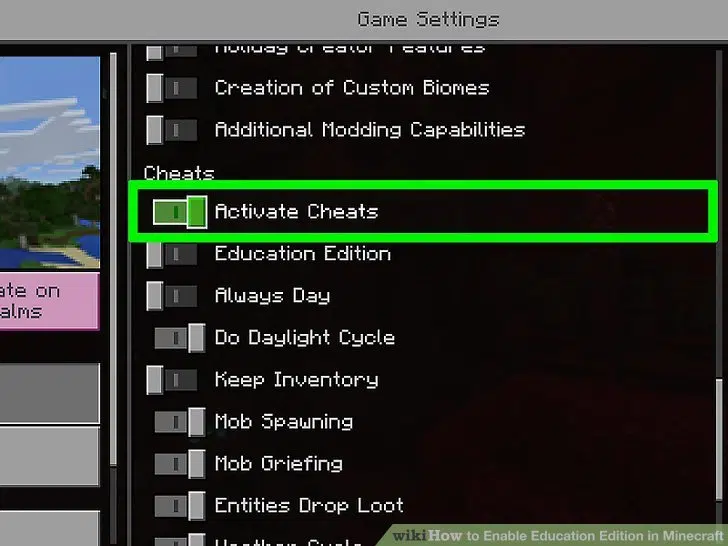 Game Settings
Holiday Creator Features
Creation of Custom Biomes
Additional Modding Capabilities
Cheats
Activate Cheats
Education Edition
Always Day
Do Daylight Cycle
Keep Inventory
Mob Spawning
Mob Griefing
Entities Drop Loot
Weather Cycle
ate on
alms
wikiHow to Enable Education Edition in Minecraft